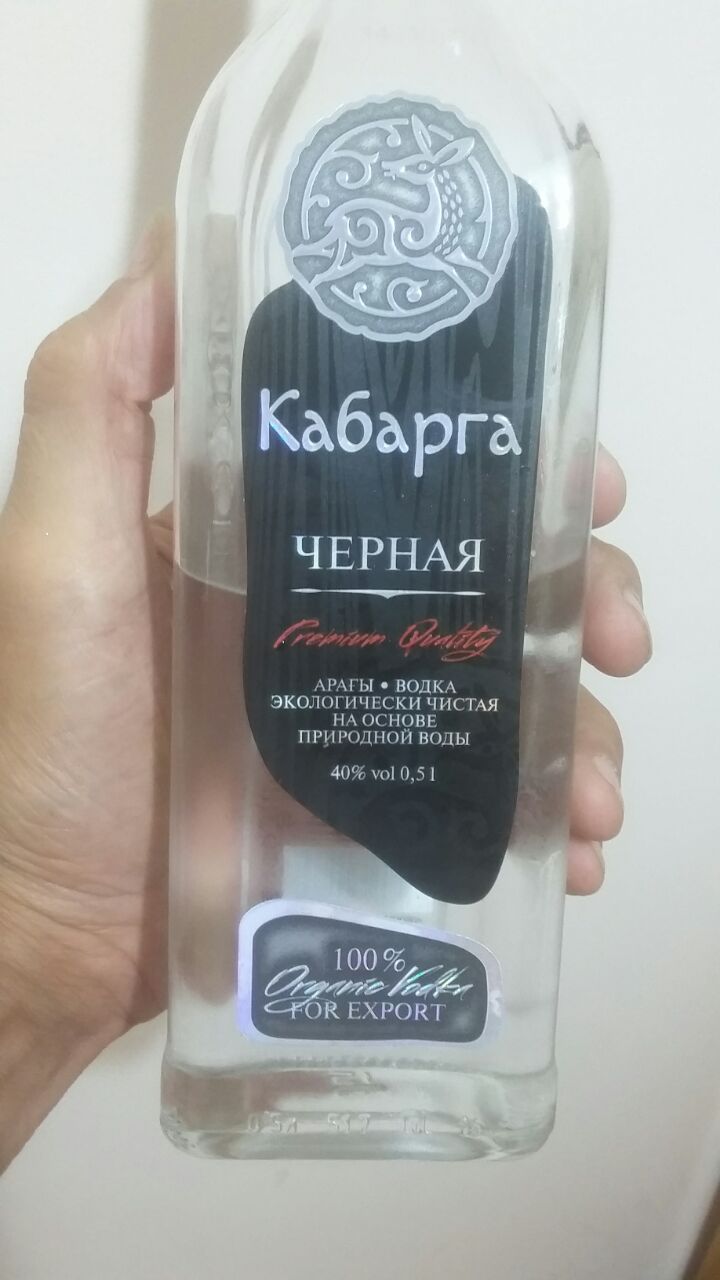 Кабарга
ЧЕРНАЯ
Premium Quality
АРАҒЫ • ВОДКА
ЭКОЛОГИЧЕСКИ ЧИСТАЯ
НА ОСНОВЕ
ПРИРОДНОЙ ВОДЫ
40% vol 0,5 l
100%
Organic Vodka
FOR EXPORT